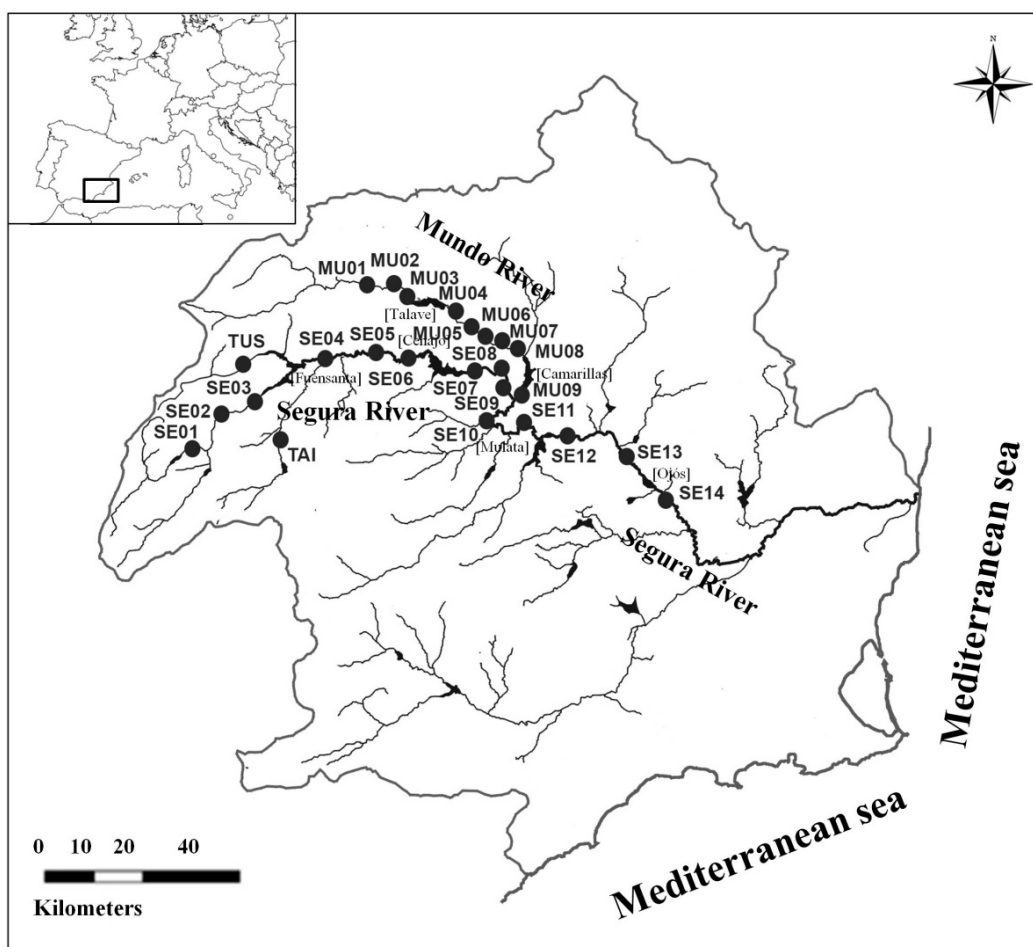 N
Mundo River
MU01
MU02
MU03
MU04
[Talave]
MU05
MU06
MU07
MU08
[Camarillas]
MU09
TUS
SE04
SE05
[Cenajo]
SE06
SE08
SE07
[Fuensanta]
SE03
SE02
SE01
Segura River
TAI
SE09
SE10
SE11
[Mulata]
SE12
SE13
[Ojós]
SE14
Segura River
Mediterranean sea
Mediterranean sea
0 10 20 40
Kilometers